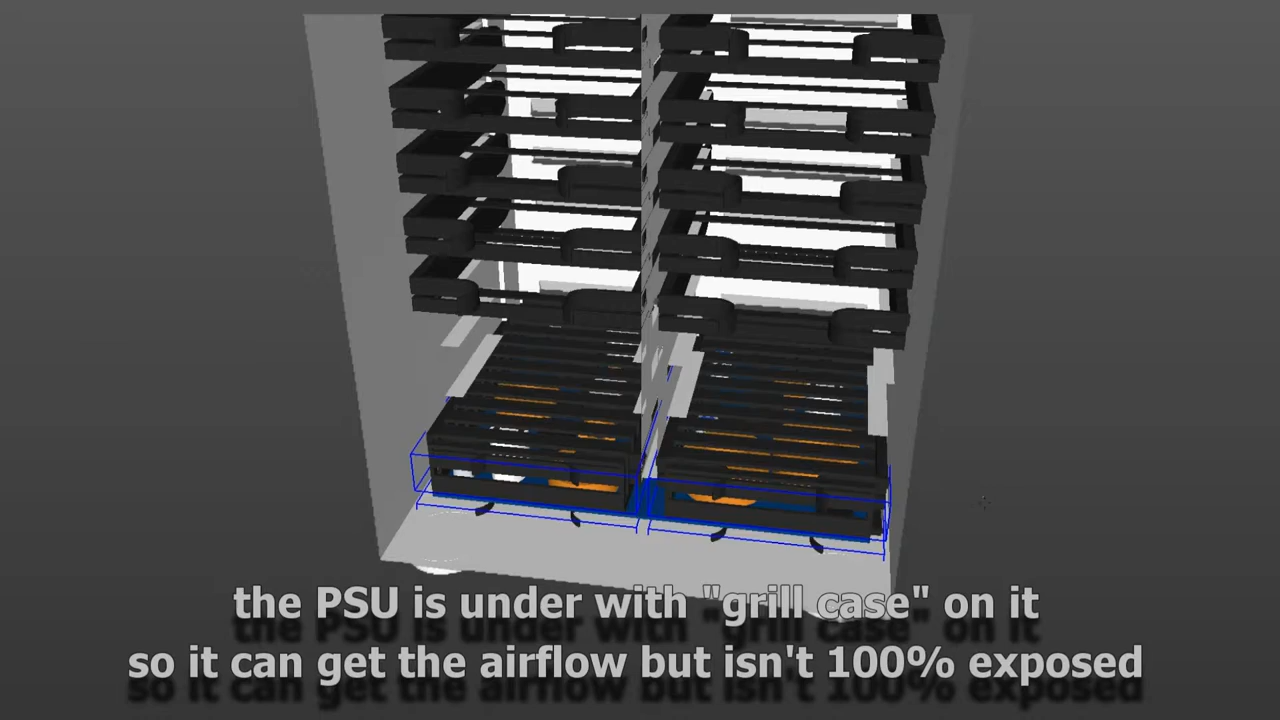 the PSU is under with "grill case" on it
so it can get the airflow but isn't 100% exposed